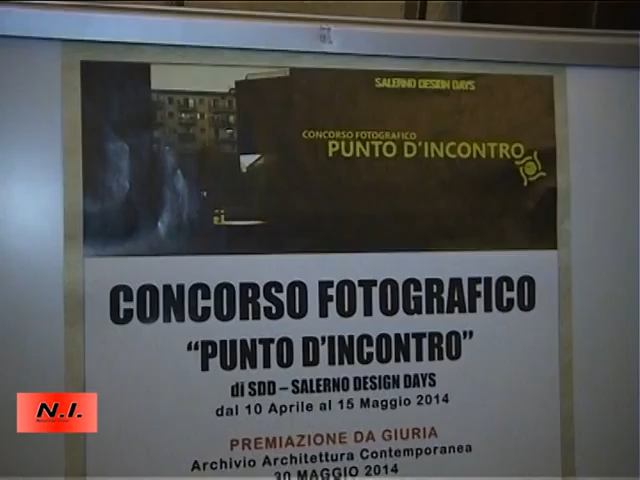 SALERNO DESIGN DAYS
CONCORSO FOTOGRAFICO
PUNTO D'INCONTRO
CONCORSO FOTOGRAFICO
“PUNTO D'INCONTRO”
di SDD – SALERNO DESIGN DAYS
dal 10 Aprile al 15 Maggio 2014
PREMIAZIONE DA GIURIA
Archivio Architettura Contemporanea
30 MAGGIO 2014
N.I.